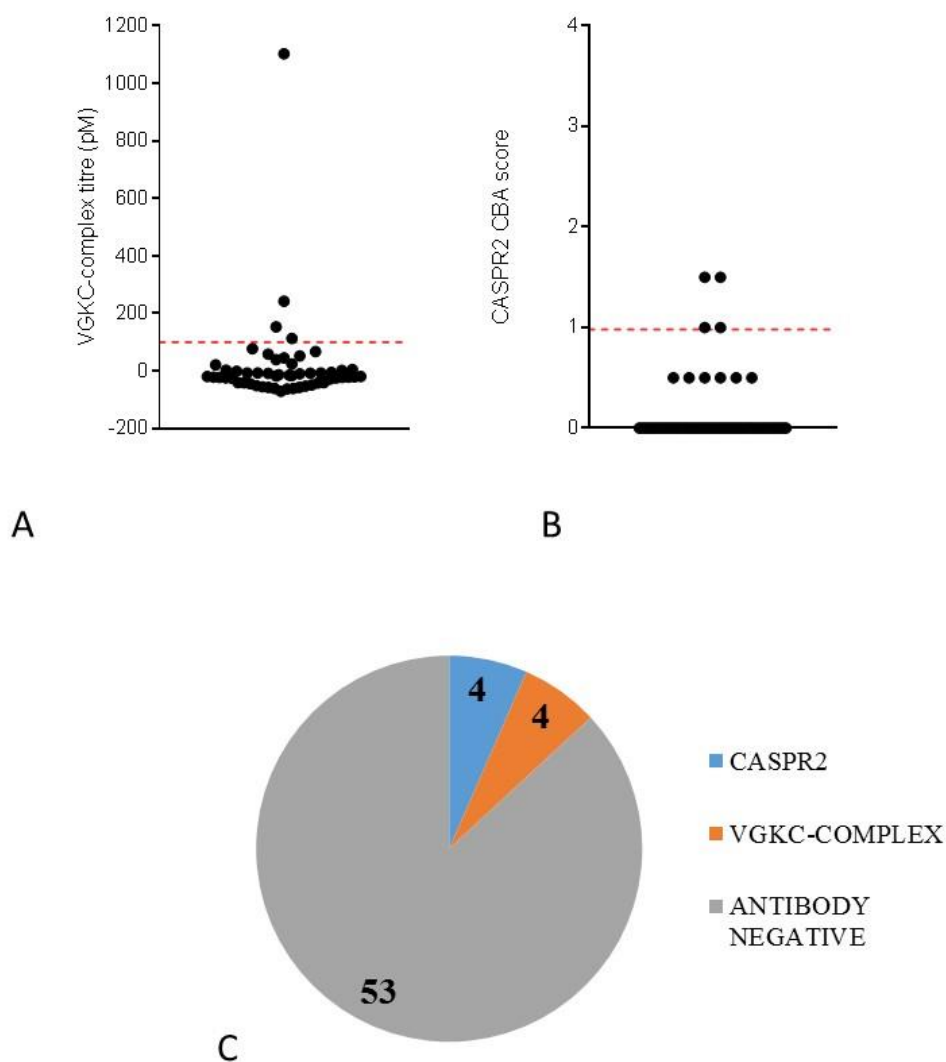 1200
1000
800
600
400
200
0
-200
VGKC-complex titre (pM)
4
3
2
1
0
CASPR2 CBA score
A
B
4
4
53
CASPR2
VGKC-COMPLEX
ANTIBODY
NEGATIVE
C